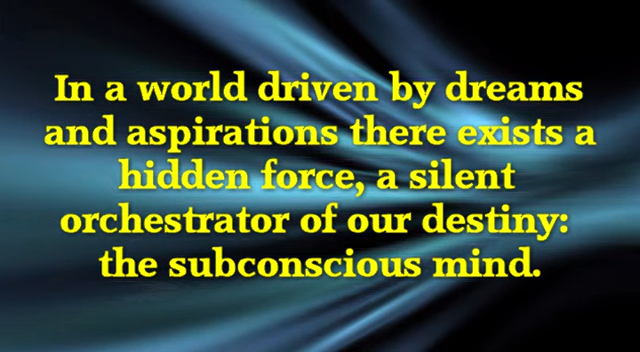 In a world driven by dreams
and aspirations there exists a
hidden force, a silent
orchestrator of our destiny:
the subconscious mind.